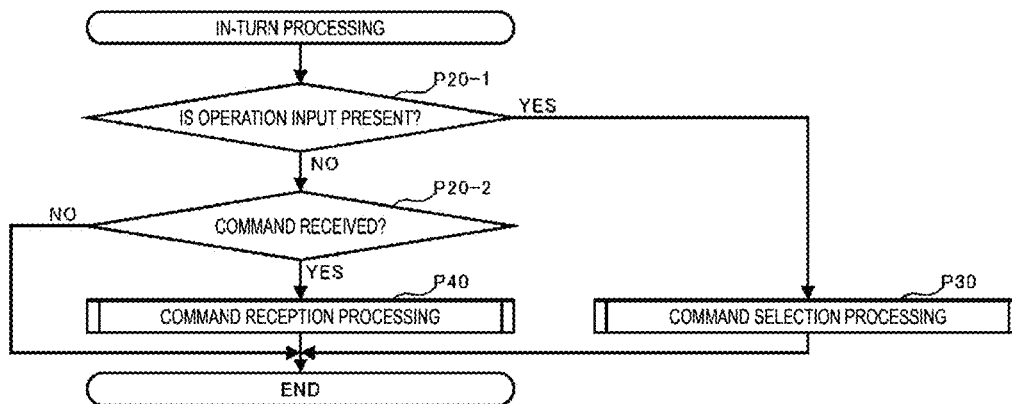 IN-TURN PROCESSING
P20-1
IS OPERATION INPUT PRESENT?
YES
NO
P20-2
NO
COMMAND RECEIVED?
YES
P40
P30
COMMAND RECEPTION PROCESSING
COMMAND SELECTION PROCESSING
END